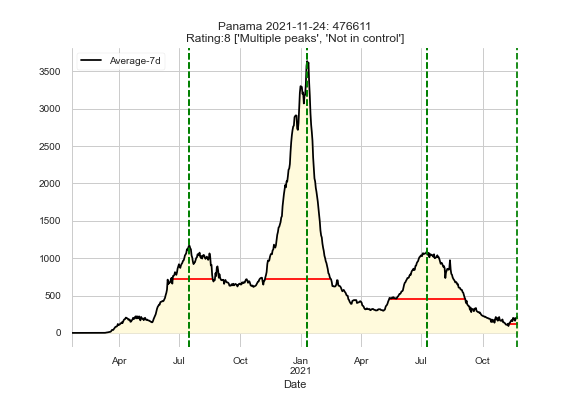 Panama 2021-11-24: 476611
Rating:8 ['Multiple peaks', 'Not in control']
Average-7d
3500
3000
2500
2000
1500
1000
500
0
Apr Jul Oct Jan Apr Jul Oct
2021
Date